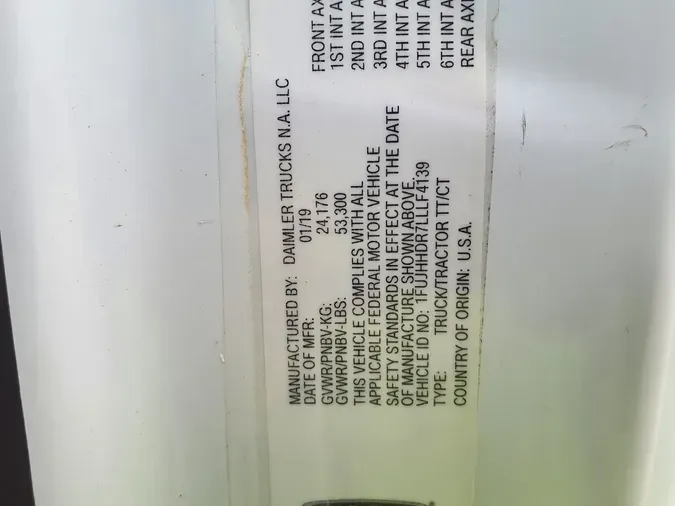 MANUFACTURED BY: DAIMLER TRUCKS N.A. LLC
DATE OF MFR: 01/19
GVWR/PNBV-KG: 24,176
GVWR/PNBV-LBS: 53,300
THIS VEHICLE COMPLIES WITH ALL
APPLICABLE FEDERAL MOTOR VEHICLE
SAFETY STANDARDS IN EFFECT AT THE DATE
OF MANUFACTURE SHOWN ABOVE.
VEHICLE ID NO: 1FUJHHDR7LLLF4139
TYPE: TRUCK/TRACTOR TT/CT
COUNTRY OF ORIGIN: U.S.A.
FRONT AX
1ST INT A
2ND INT A
3RD INT A
4TH INT A
5TH INT A
6TH INT A
REAR AXI